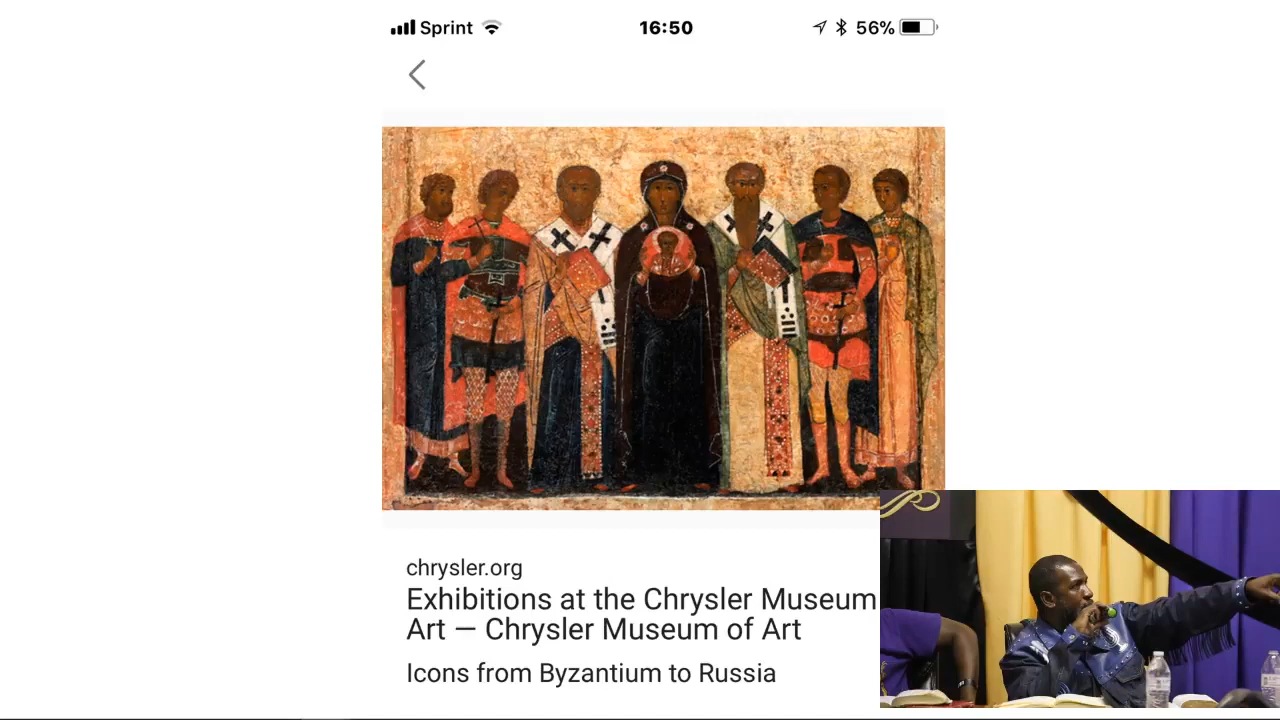 Sprint 16:50 56%
chrysler.org
Exhibitions at the Chrysler Museum
Art — Chrysler Museum of Art
Icons from Byzantium to Russia